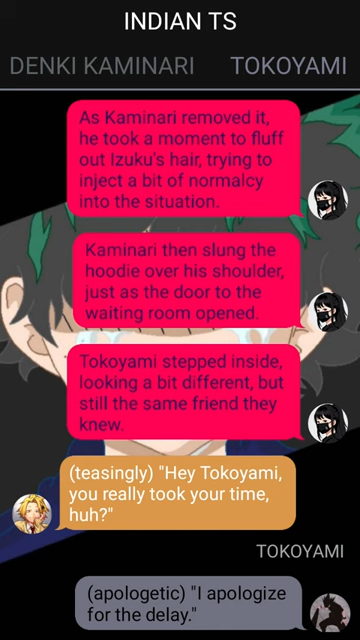 INDIAN TS
DENKI KAMINARI TOKOYAMI
As Kaminari removed it,
he took a moment to fluff
out Izuku's hair, trying to
inject a bit of normalcy
into the situation.
Kaminari then slung the
hoodie over his shoulder,
just as the door to the
waiting room opened.
Tokoyami stepped inside,
looking a bit different, but
still the same friend they
knew.
(teasingly) "Hey Tokoyami,
you really took your time,
huh?"
TOKOYAMI
(apologetic) "I apologize
for the delay."